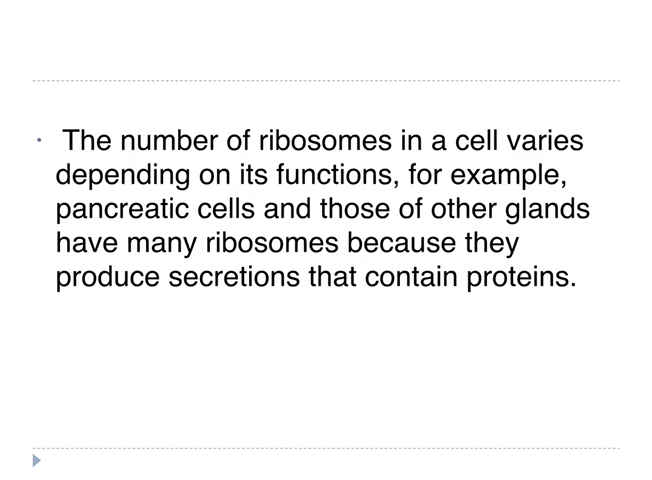 • The number of ribosomes in a cell varies
depending on its functions, for example,
pancreatic cells and those of other glands
have many ribosomes because they
produce secretions that contain proteins.